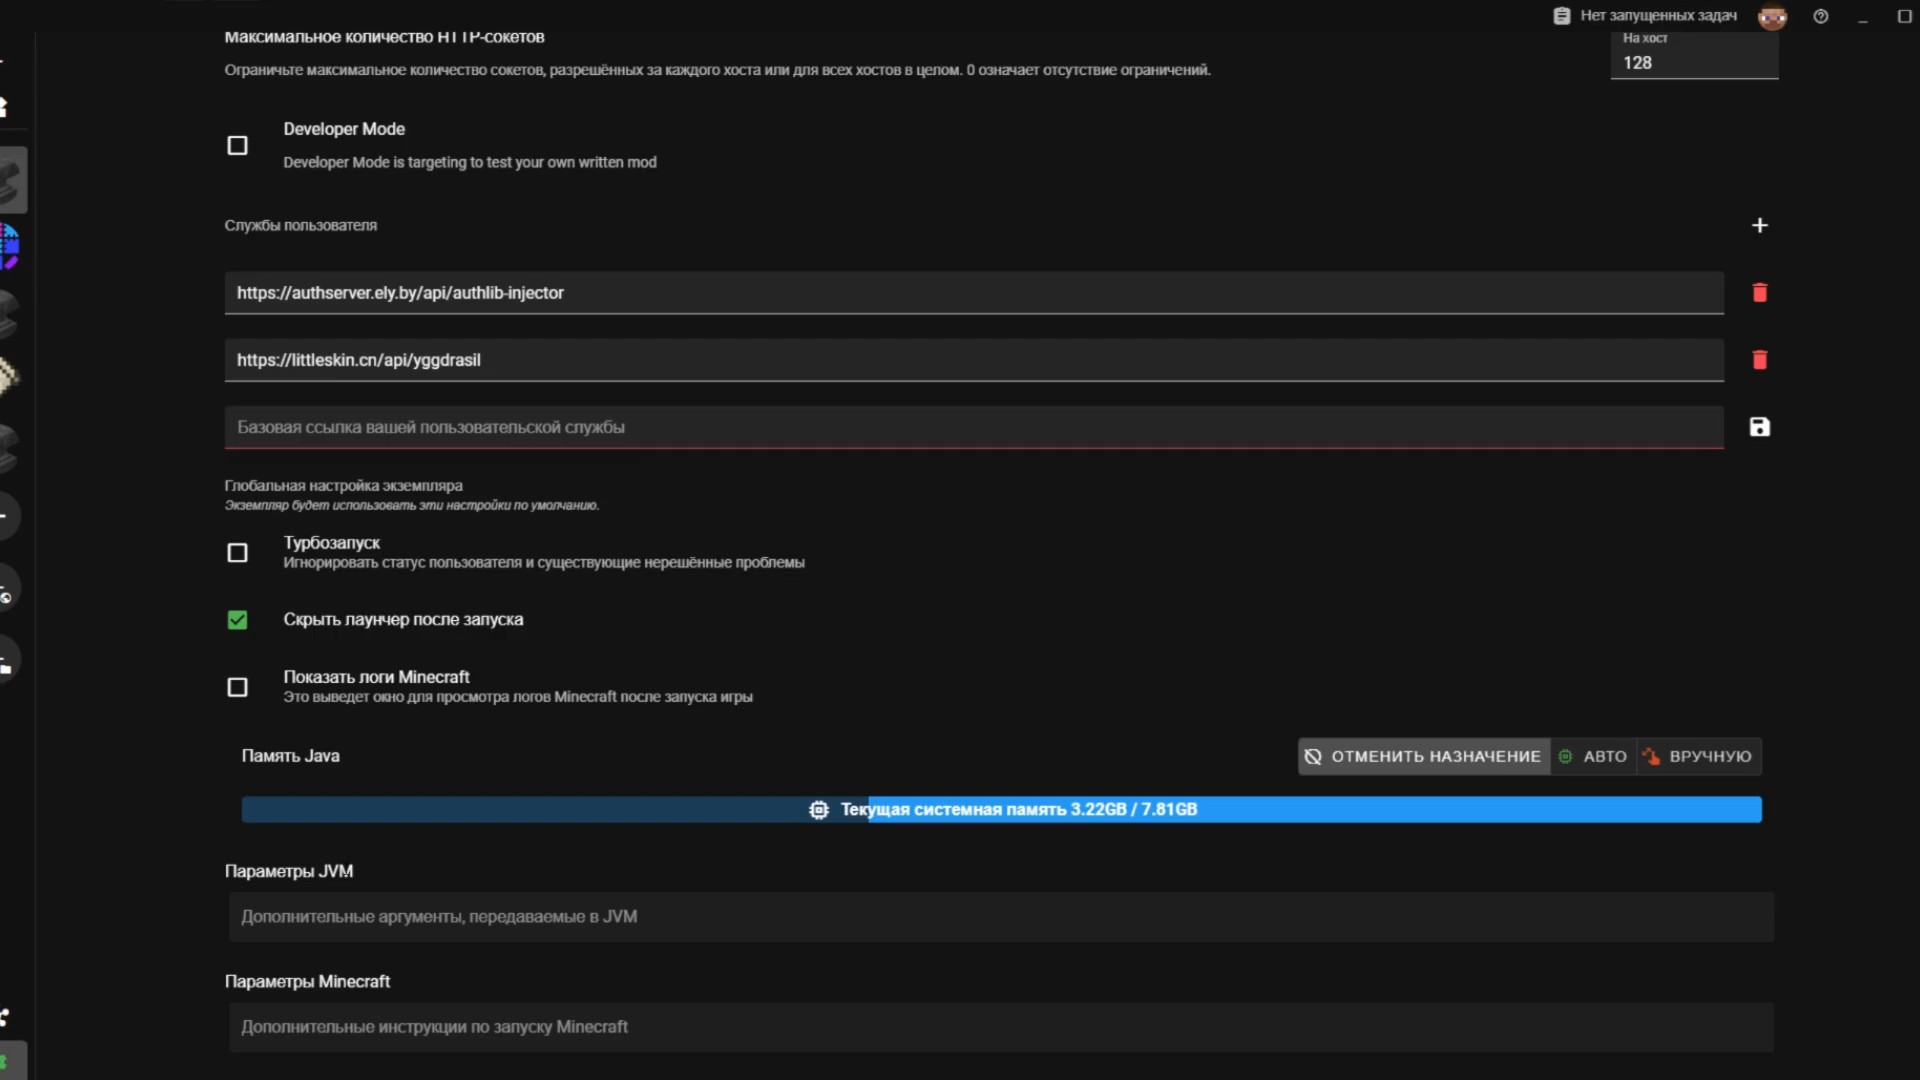 Нет запущенных задач
Максимальное количество HTTP-сокетов
На хост
Ограничьте максимальное количество сокетов, разрешённых за каждого хоста или для всех хостов в целом. 0 означает отсутствие ограничений.
128
Developer Mode
Developer Mode is targeting to test your own written mod
Службы пользователя
https://authserver.ely.by/api/authlib-injector
https://littleskin.cn/api/yggdrasil
Базовая ссылка вашей пользовательской службы
Глобальная настройка экземпляра
Экземпляр будет использовать эти настройки по умолчанию.
Турбозапуск
Игнорировать статус пользователя и существующие нерешённые проблемы
Скрыть лаунчер после запуска
Показать логи Minecraft
Это выведет окно для просмотра логов Minecraft после запуска игры
Память Java
ОТМЕНИТЬ НАЗНАЧЕНИЕ АВТО ВРУЧНУЮ
Текущая системная память 3.22GB / 7.81GB
Параметры JVM
Дополнительные аргументы, передаваемые в JVM
Параметры Minecraft
Дополнительные инструкции по запуску Minecraft